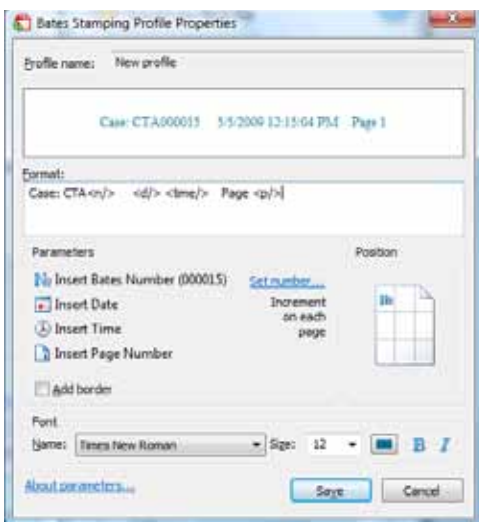 Bates Stamping Profile Properties
Profile name: New profile
Case: CTA000015 5/5/2009 12:15:04 PM Page 1
Format:
Case: CTA<n/> <d/> <time/> Page <p/>
Parameters
Position
Insert Bates Number (000015) Set number...
Insert Date
Increment on each page
Insert Time
Insert Page Number
Add border
Font
Name: Times New Roman Size: 12 B I
About parameters...
Save Cancel